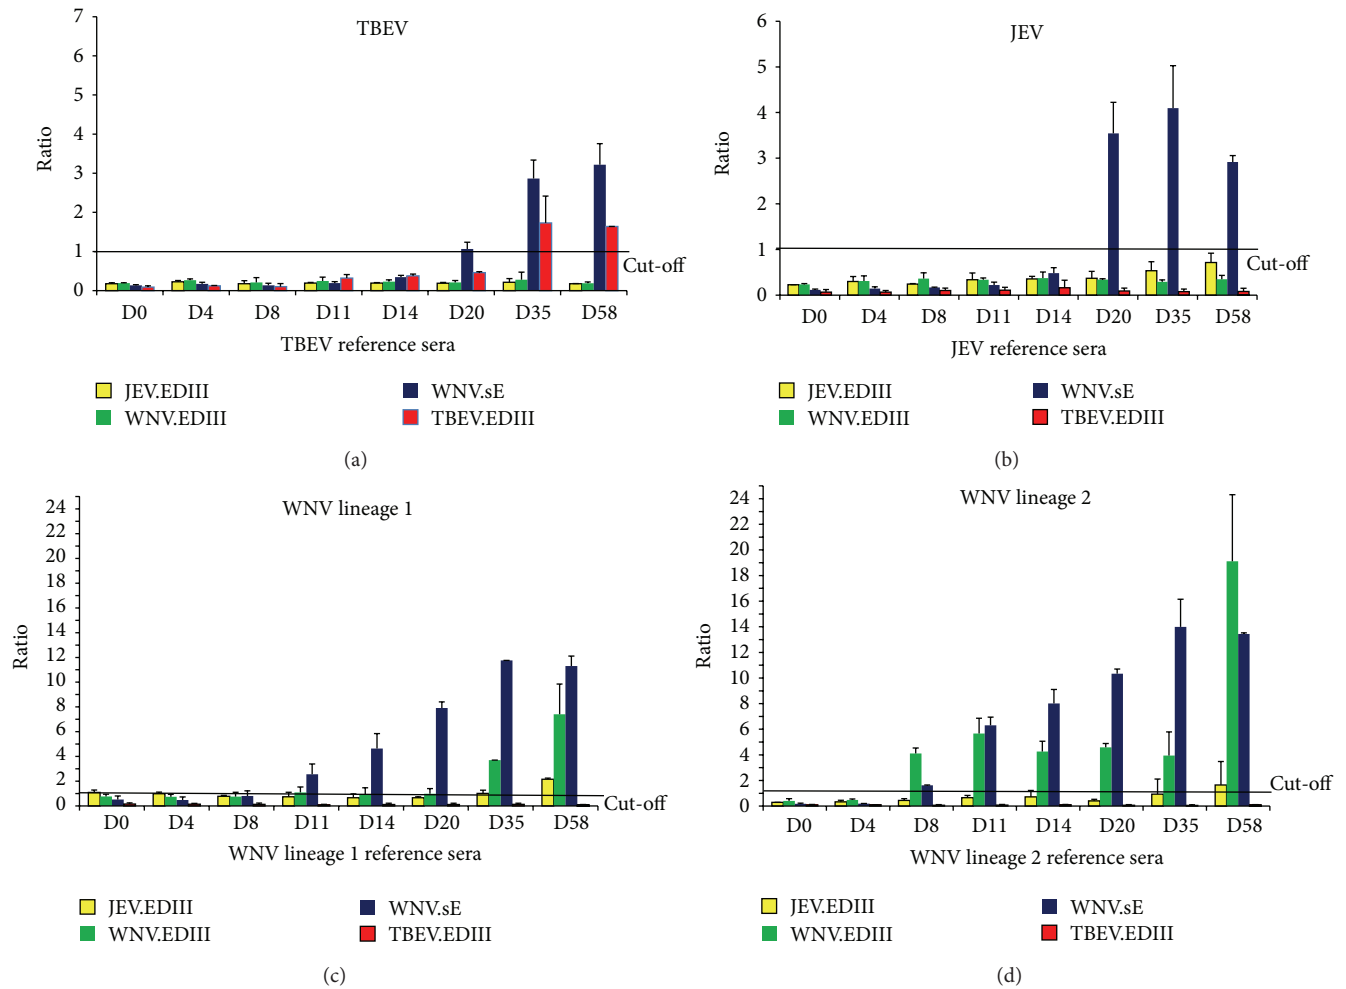 TBEV
Ratio
7
6
5
4
3
2
1
0
Cut-off
D0 D4 D8 D11 D14 D20 D35 D58
TBEV reference sera
JEV.EDIII WNV.sE
WNV.EDIII TBEV.EDIII
(a)
JEV
Ratio
6
5
4
3
2
1
0
Cut-off
D0 D4 D8 D11 D14 D20 D35 D58
JEV reference sera
JEV.EDIII WNV.sE
WNV.EDIII TBEV.EDIII
(b)
WNV lineage 1
Ratio
24
22
20
18
16
14
12
10
8
6
4
2
0
Cut-off
D0 D4 D8 D11 D14 D20 D35 D58
WNV lineage 1 reference sera
JEV.EDIII WNV.sE
WNV.EDIII TBEV.EDIII
(c)
WNV lineage 2
Ratio
24
22
20
18
16
14
12
10
8
6
4
2
0
Cut-off
D0 D4 D8 D11 D14 D20 D35 D58
WNV lineage 2 reference sera
JEV.EDIII WNV.sE
WNV.EDIII TBEV.EDIII
(d)